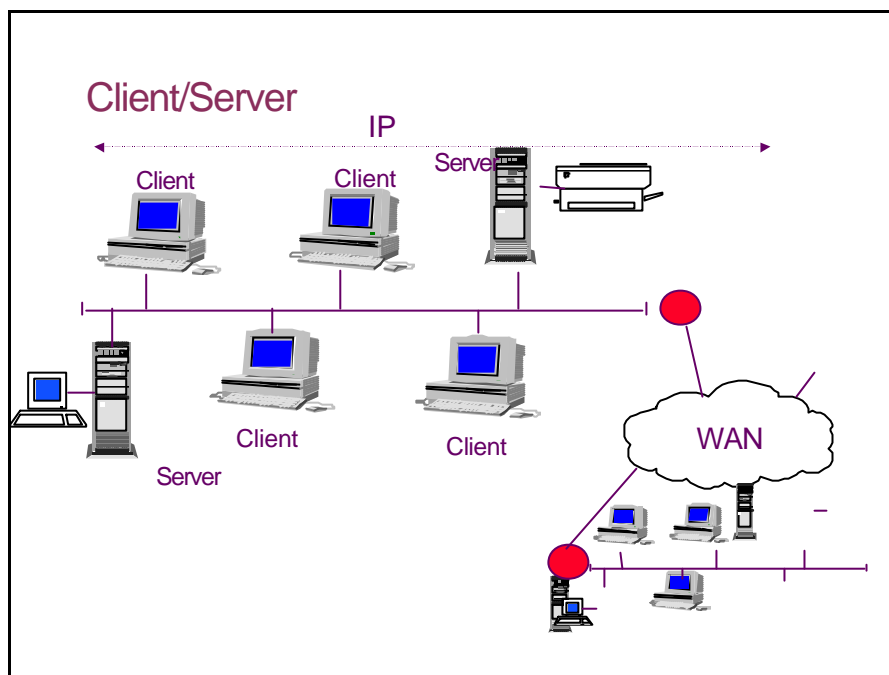 Client/Server
IP
Server
Client
Client
WAN
Client
Client
Server